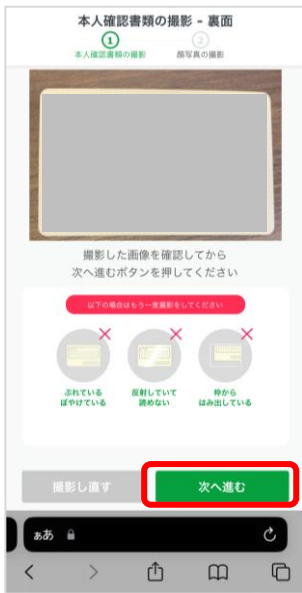 本人確認書類の撮影 - 裏面
1
2
本人確認書類の撮影
顔写真の撮影
撮影した画像を確認してから
次へ進むボタンを押してください
以下の場合はもう一度撮影をしてください
ぶれている
ぼやけている
反射していて
読めない
枠から
はみ出している
撮影し直す
次へ進む
ぁあ